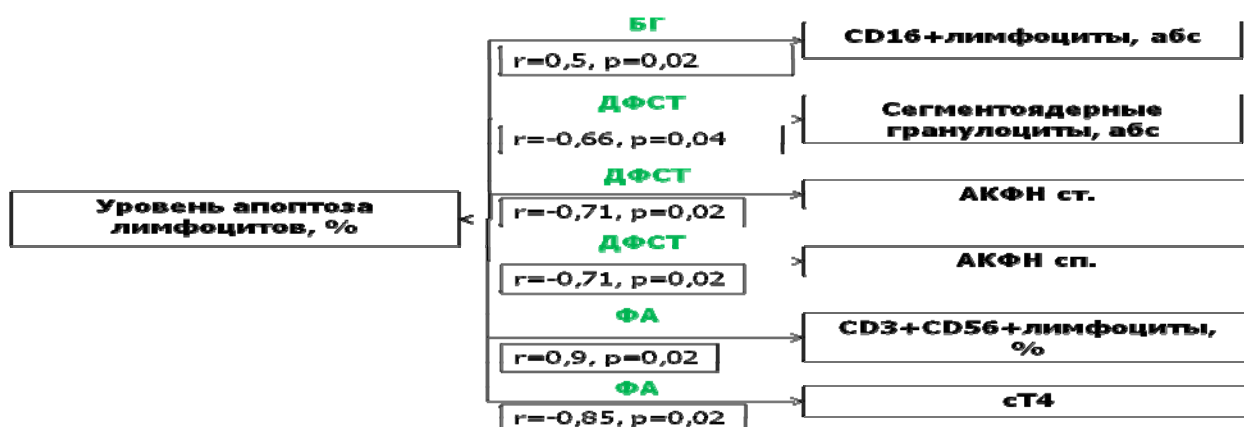 БГ
CD16+лимфоциты, абс
r=0,5, p=0,02
ДФСТ
Сегментоядерные
гранулоциты, абс
r=-0,66, p=0,04
ДФСТ
АКФН ст.
Уровень апоптоза
лимфоцитов, %
r=-0,71, p=0,02
ДФСТ
АКФН сп.
r=-0,71, p=0,02
ФА
CD3+CD56+лимфоциты,
%
r=0,9, p=0,02
ФА
сТ4
r=-0,85, p=0,02